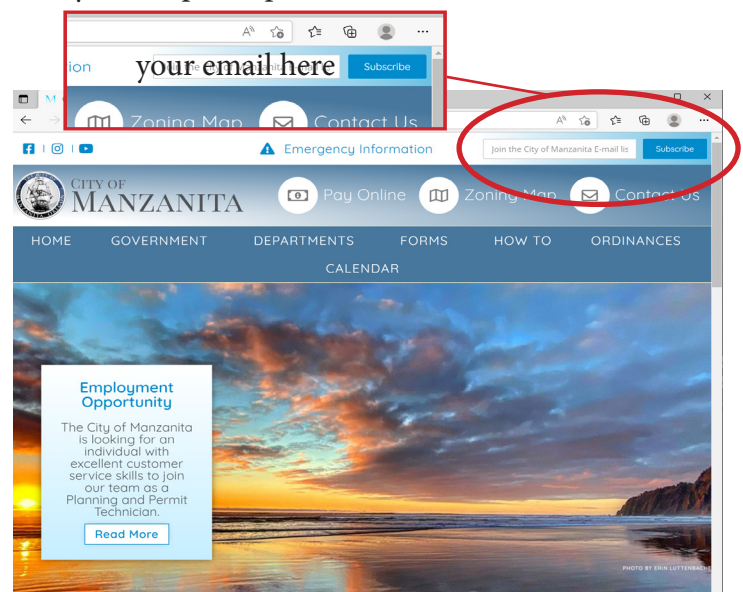 ion
your email here
Subscribe
Zoning Map
Contact Us
Emergency Information
Join the City of Manzanita E-mail lis
Subscribe
CITY OF
MANZANITA
Pay Online
Zoning Map
Contact Us
HOME
GOVERNMENT
DEPARTMENTS
FORMS
HOW TO
ORDINANCES
CALENDAR
Employment
Opportunity
The City of Manzanita
is looking for an
individual with
excellent customer
service skills to join
our team as a
Planning and Permit
Technician.
Read More
PHOTO BY ERIN LUTTENBACHE